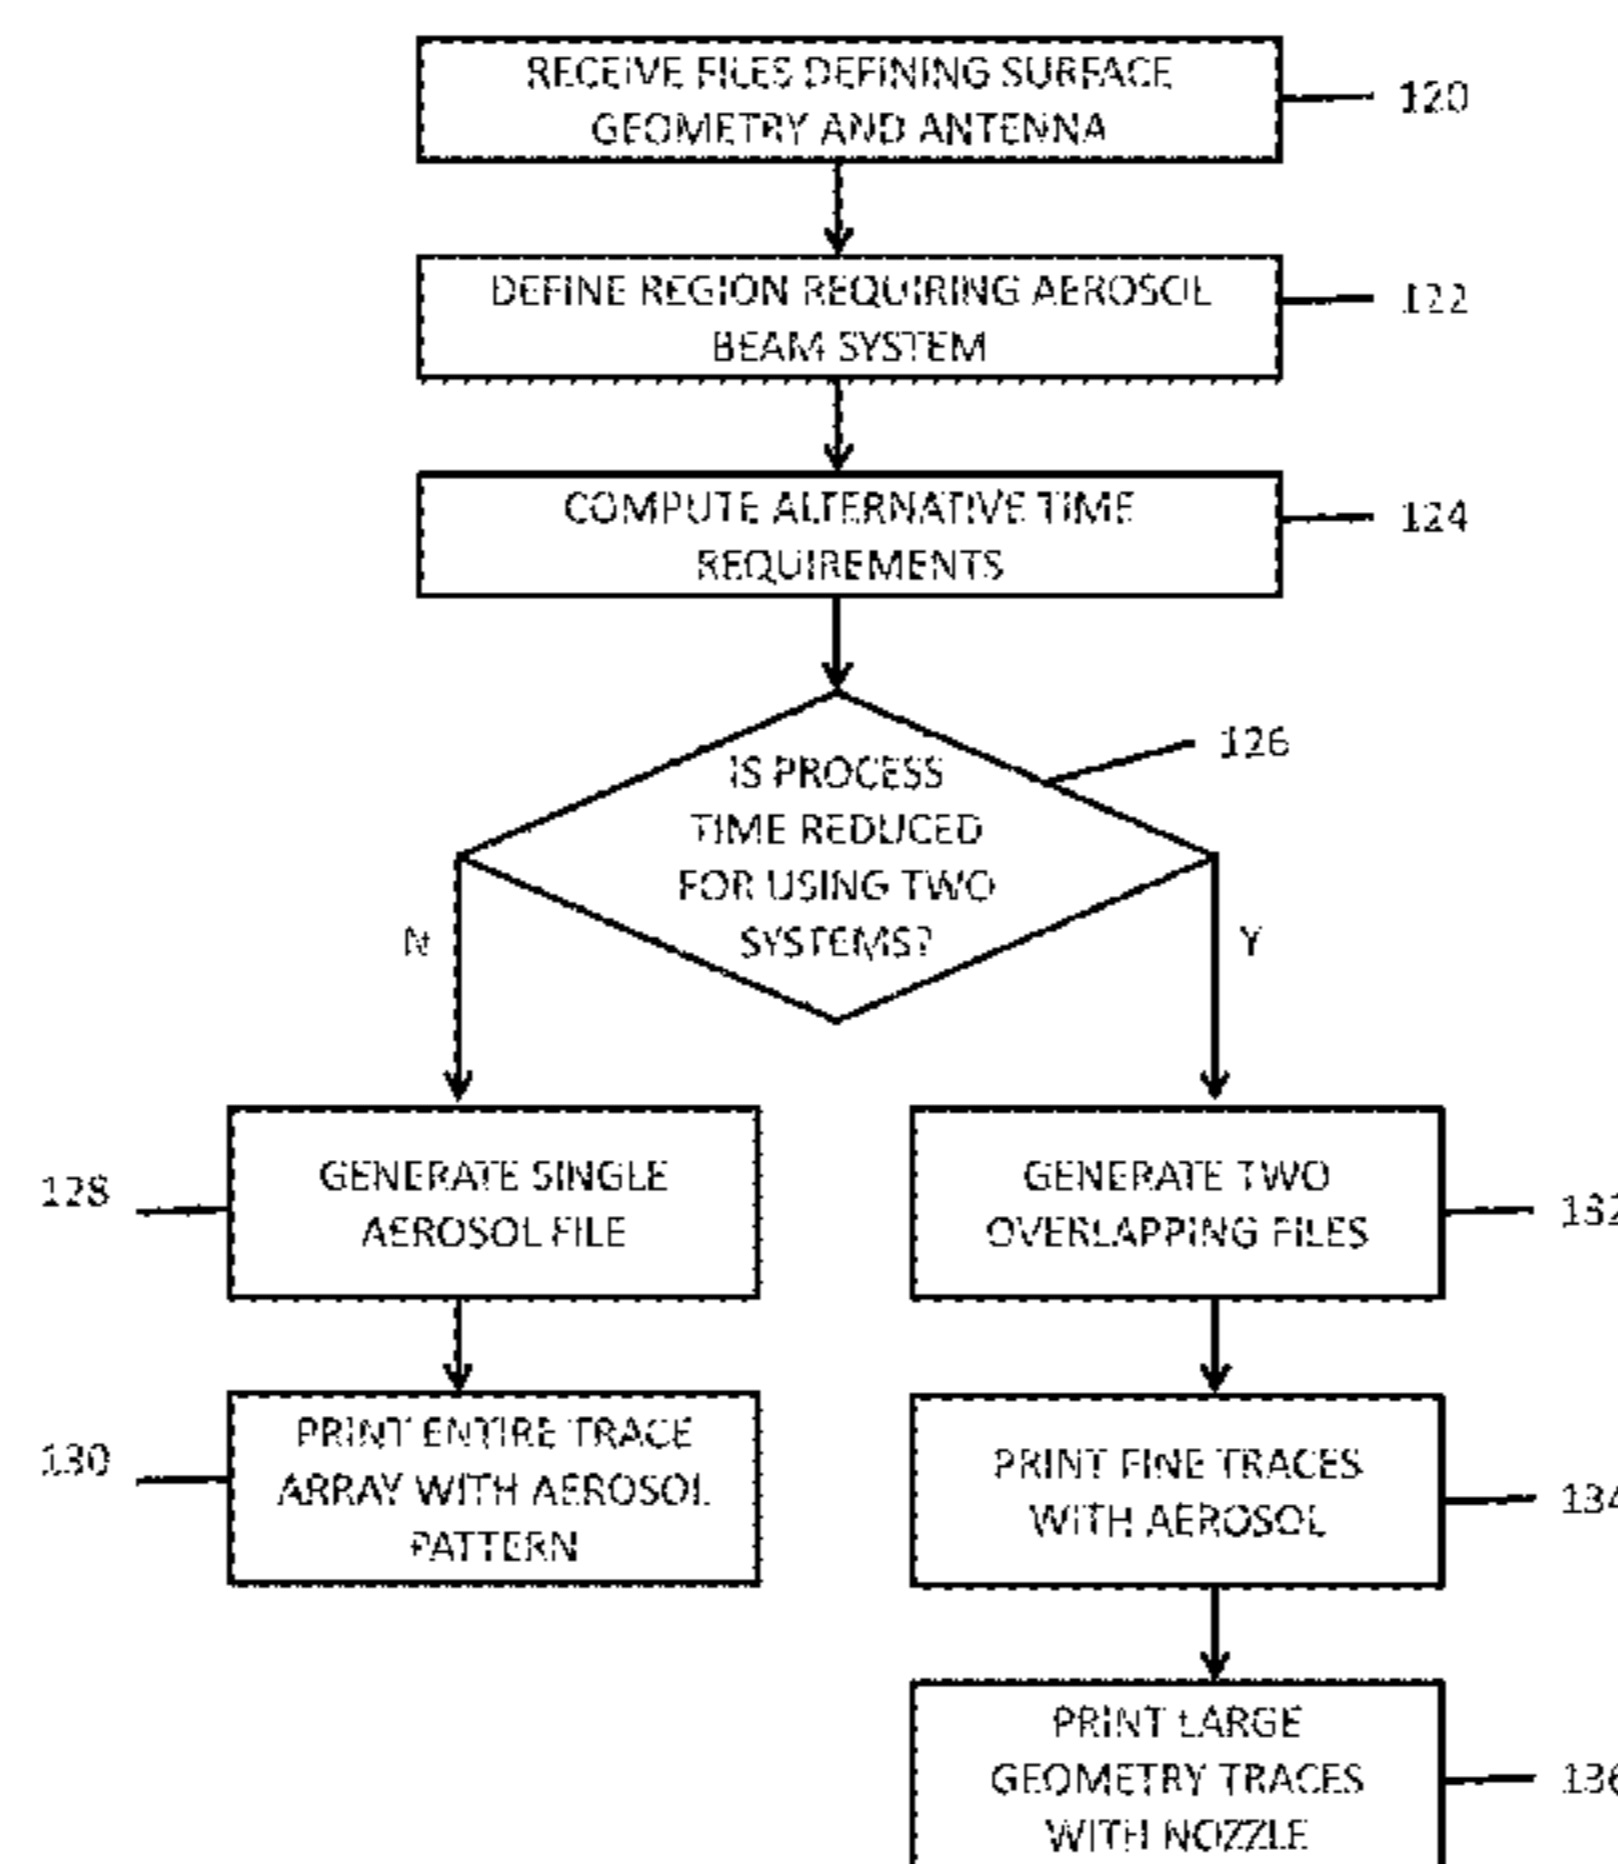 RECEIVE FILES DEFINING SURFACE
GEOMETRY AND ANTENNA
120
DEFINE REGION REQUIRING AEROSOL
BEAM SYSTEM
122
COMPUTE ALTERNATIVE TIME
REQUIREMENTS
124
IS PROCESS
TIME REDUCED
FOR USING TWO
SYSTEMS?
126
N
Y
128
GENERATE SINGLE
AEROSOL FILE
GENERATE TWO
OVERLAPPING FILES
132
130
PRINT ENTIRE TRACE
ARRAY WITH AEROSOL
PATTERN
PRINT FINE TRACES
WITH AEROSOL
134
PRINT LARGE
GEOMETRY TRACES
WITH NOZZLE
136